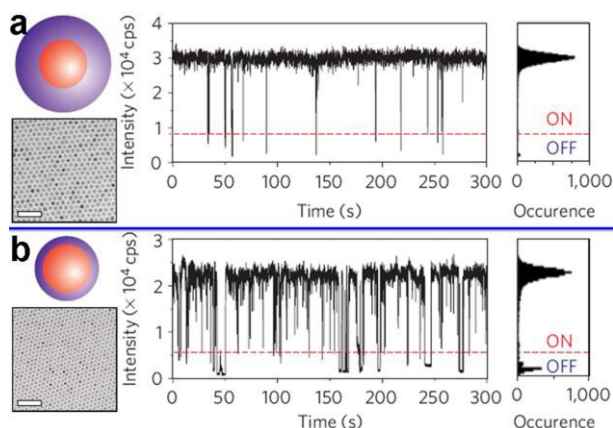 a
Intensity (× 10⁴ cps)
4
3
2
1
0
0 50 100 150 200 250 300
Time (s)
ON
OFF
0 1,000
Occurence
b
Intensity (× 10⁴ cps)
3
2
1
0
0 50 100 150 200 250 300
Time (s)
ON
OFF
0 1,000
Occurence